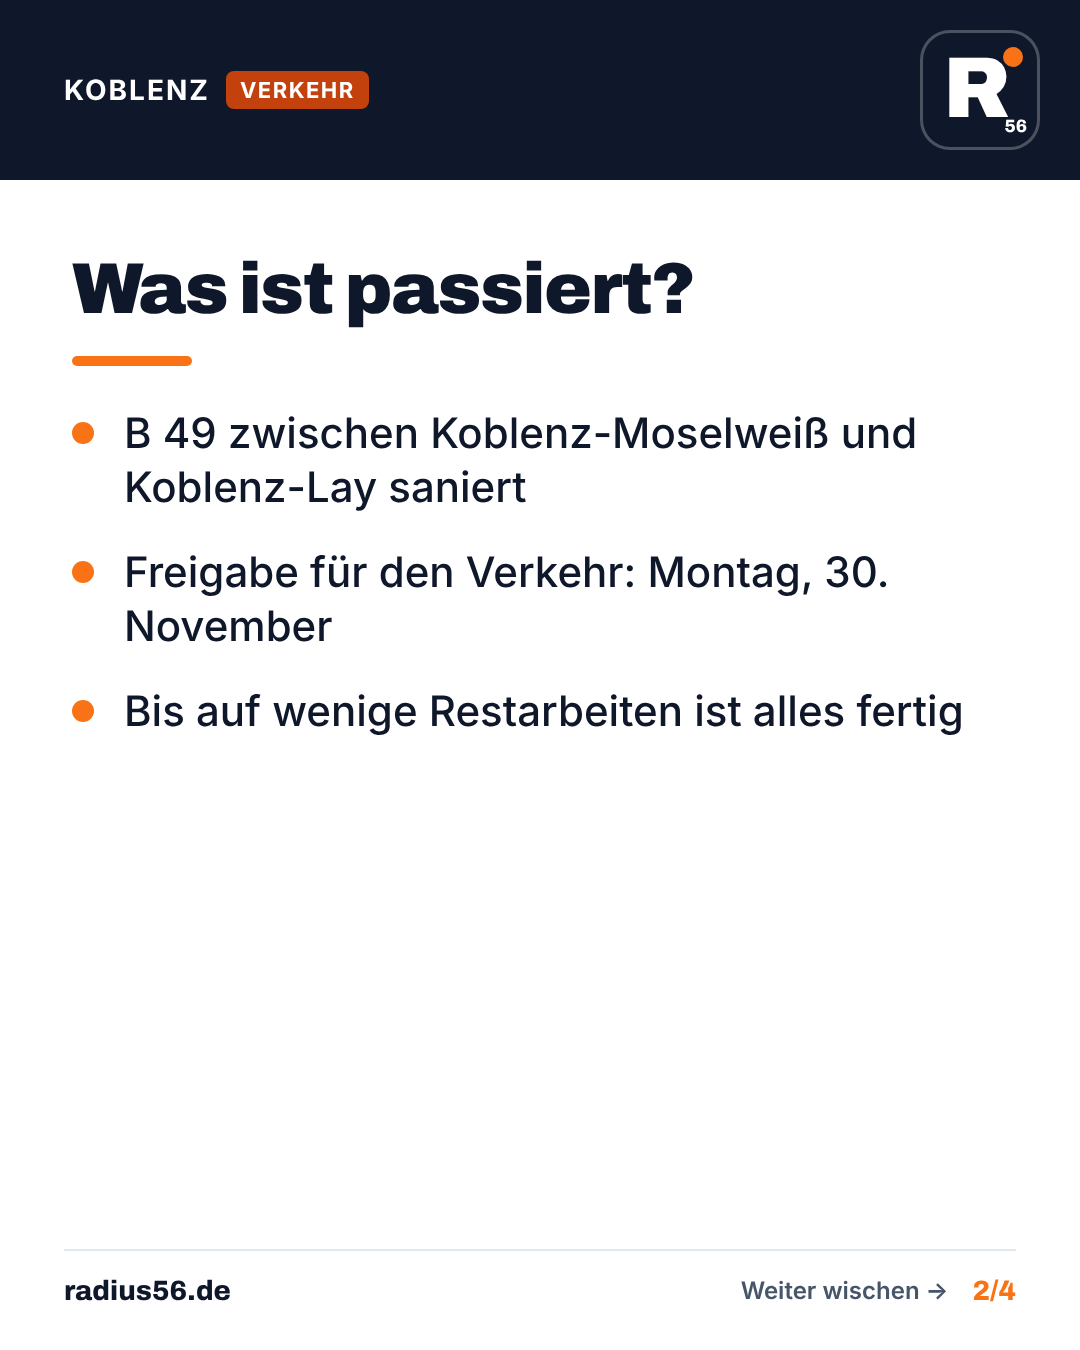 KOBLENZ VERKEHR
R
56
Was ist passiert?
B 49 zwischen Koblenz-Moselweiß und
Koblenz-Lay saniert
Freigabe für den Verkehr: Montag, 30.
November
Bis auf wenige Restarbeiten ist alles fertig
radius56.de
Weiter wischen → 2/4